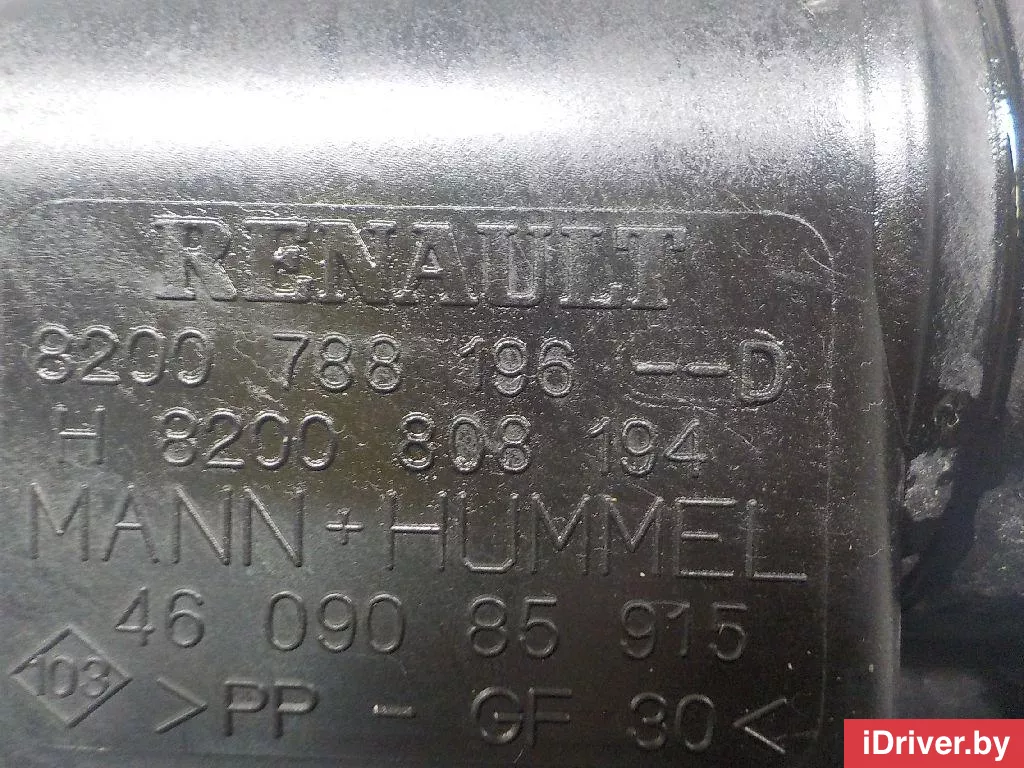 RENAULT
8200 788 196 --D
H 8200 808 194
MANN+HUMMEL
46 090 85 915
103
>PP - GF 30<
iDriver.by